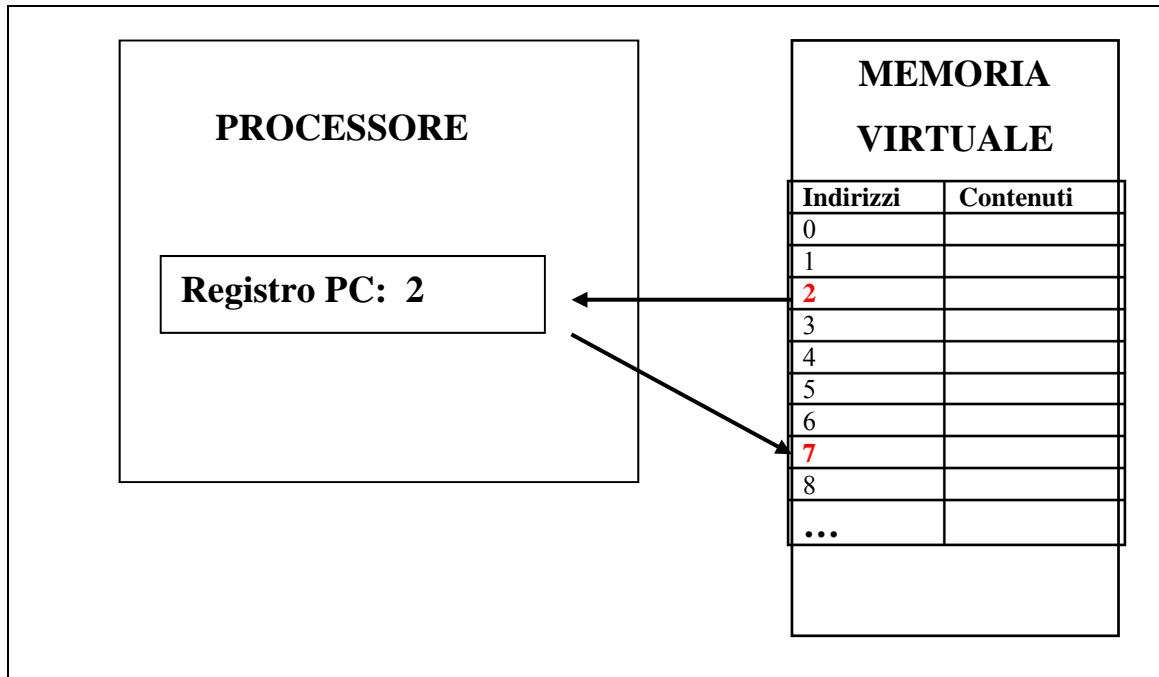 PROCESSORE
Registro PC: 2
MEMORIA
VIRTUALE
Indirizzi Contenuti
0
1
2
3
4
5
6
7
8
…